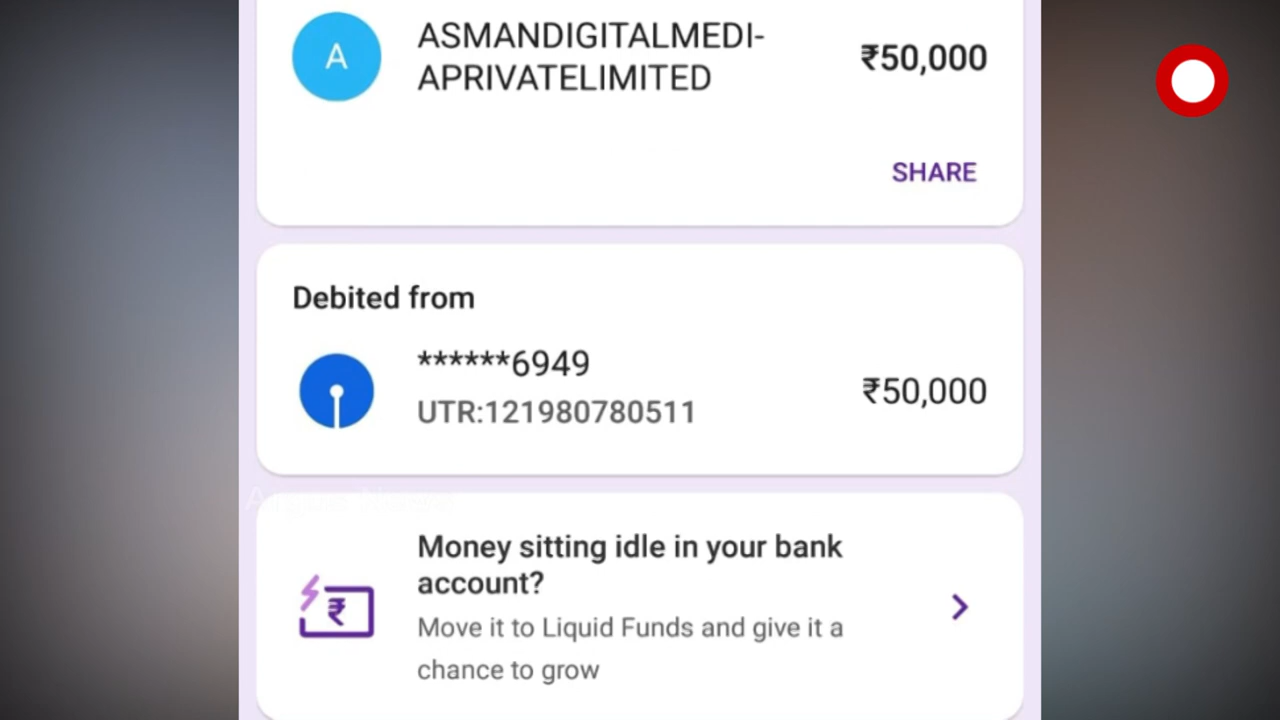 A
ASMANDIGITALMEDI-
APRIVATELIMITED
₹50,000
SHARE
Debited from
******6949
₹50,000
UTR:121980780511
Money sitting idle in your bank
account?
₹
Move it to Liquid Funds and give it a
chance to grow